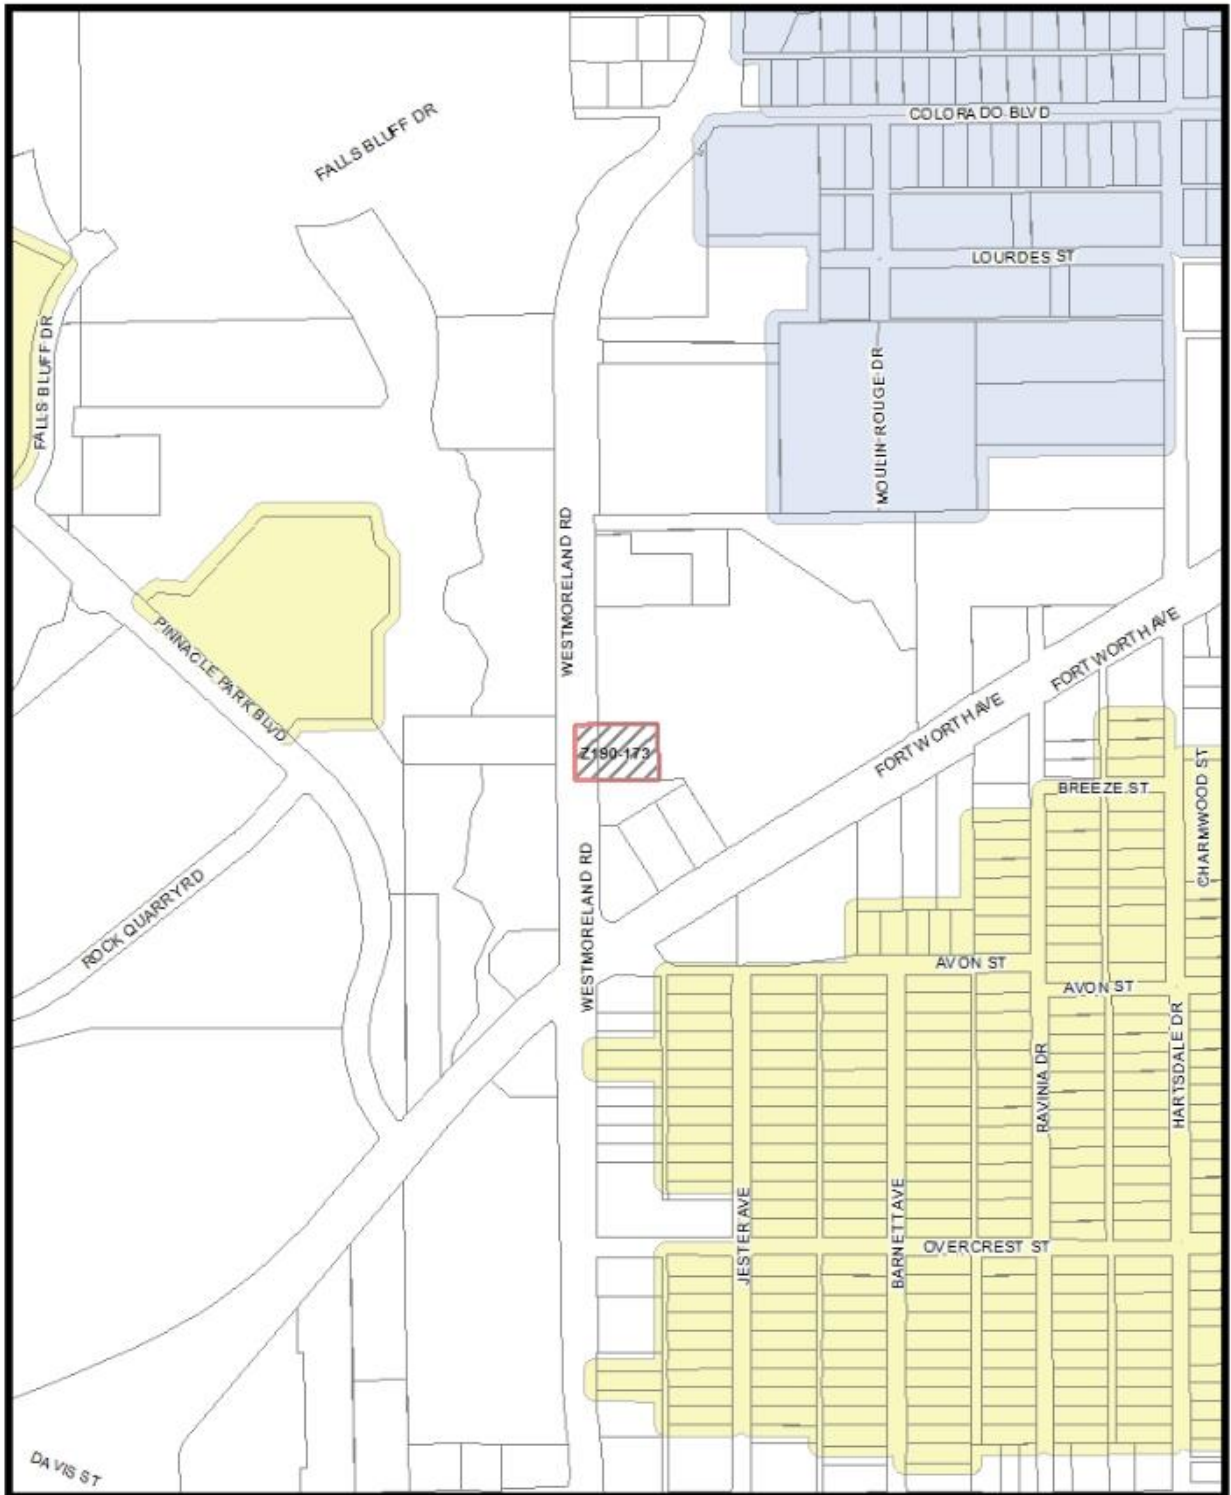 COLORADO BLVD
FALLS BLUFF DR
LOURDES ST
FALLS BLUFF DR
MOULIN ROUGE DR
WESTMORELAND RD
PINNACLE PARK BLVD
FORT WORTH AVE
FORT WORTH AVE
Z190-173
BREEZE ST
CHARMWOOD ST
WESTMORELAND RD
ROCK QUARRY RD
AVON ST
AVON ST
RAVINIA DR
HARTSDALE DR
JESTER AVE
BARNETT AVE
OVERCREST ST
DAVIS ST